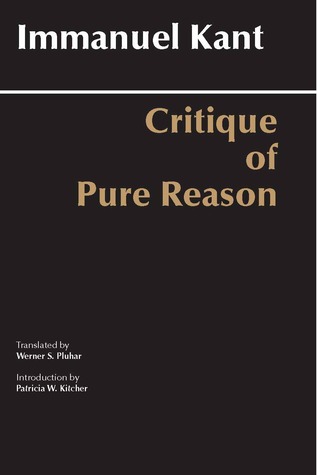 Immanuel Kant
Critique
of
Pure Reason
Translated by
Werner S. Pluhar
Introduction by
Patricia W. Kitcher